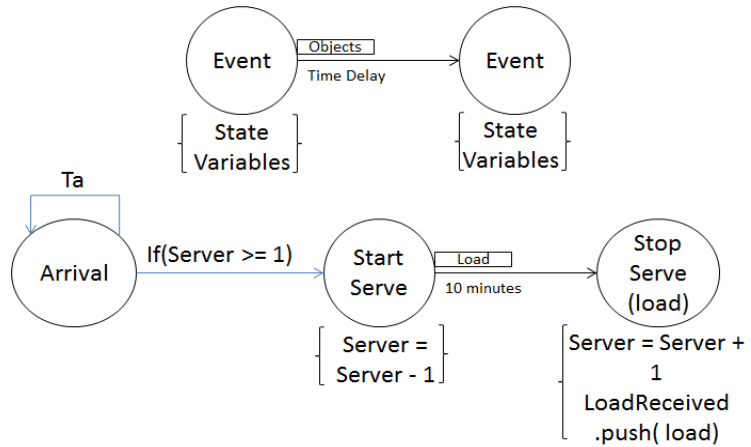 Event
Objects
Time Delay
Event
State
Variables
State
Variables
Ta
Arrival
If(Server >= 1)
Start
Serve
Load
10 minutes
Stop
Serve
(load)
Server =
Server - 1
Server = Server +
1
LoadReceived
.push( load)